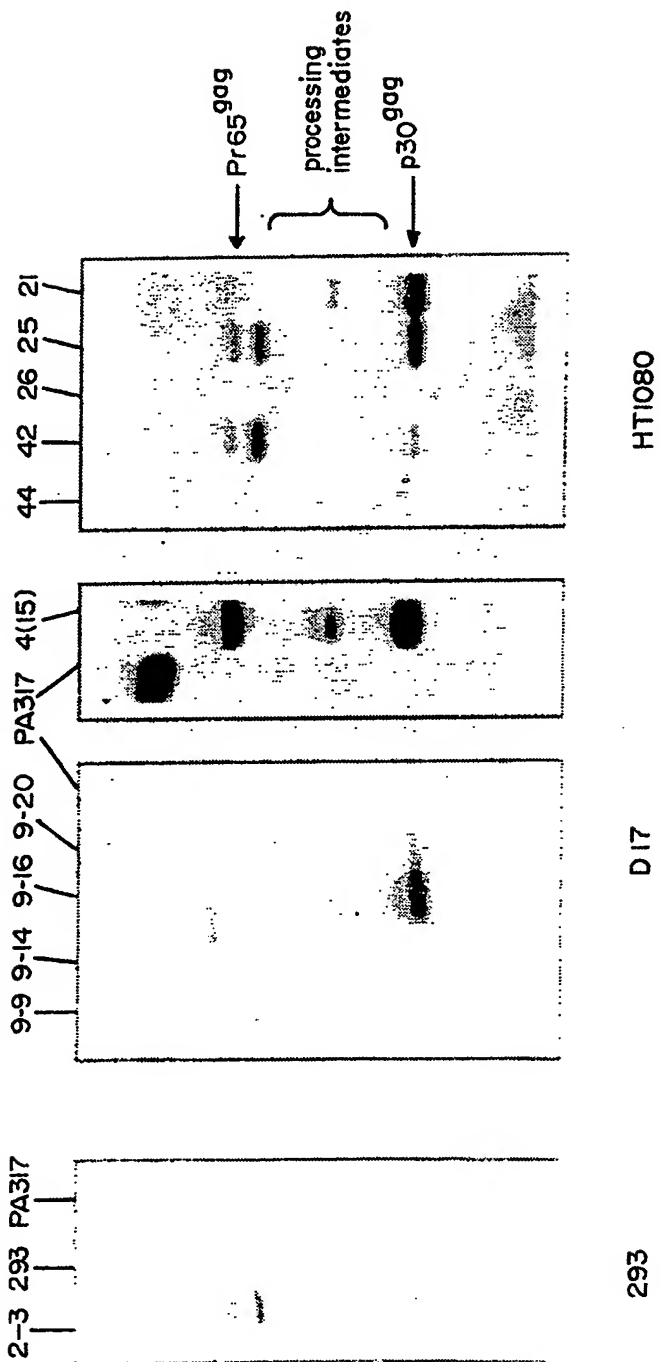 2-3 293 PA317
9-9 9-14 9-16 9-20 PA317 4(15)
44 42 26 25 21
Pr65gag
processing
intermediates
p30gag
293
D17
HT1080